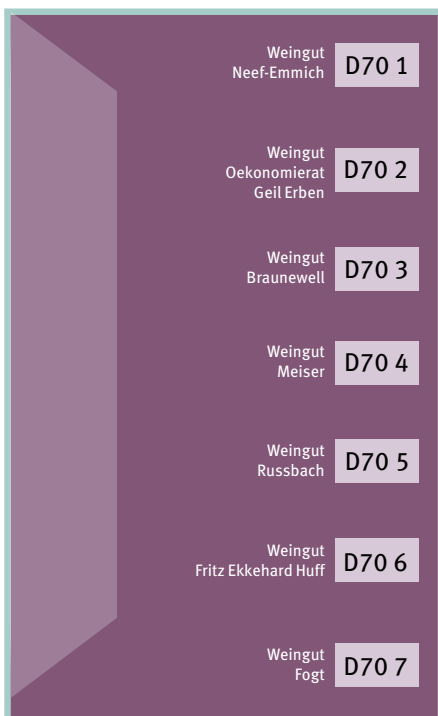 Weingut
Neef-Emmich
D70 1
Weingut
Oekonomierat
Geil Erben
D70 2
Weingut
Braunewell
D70 3
Weingut
Meiser
D70 4
Weingut
Russbach
D70 5
Weingut
Fritz Ekkehard Huff
D70 6
Weingut
Fogt
D70 7